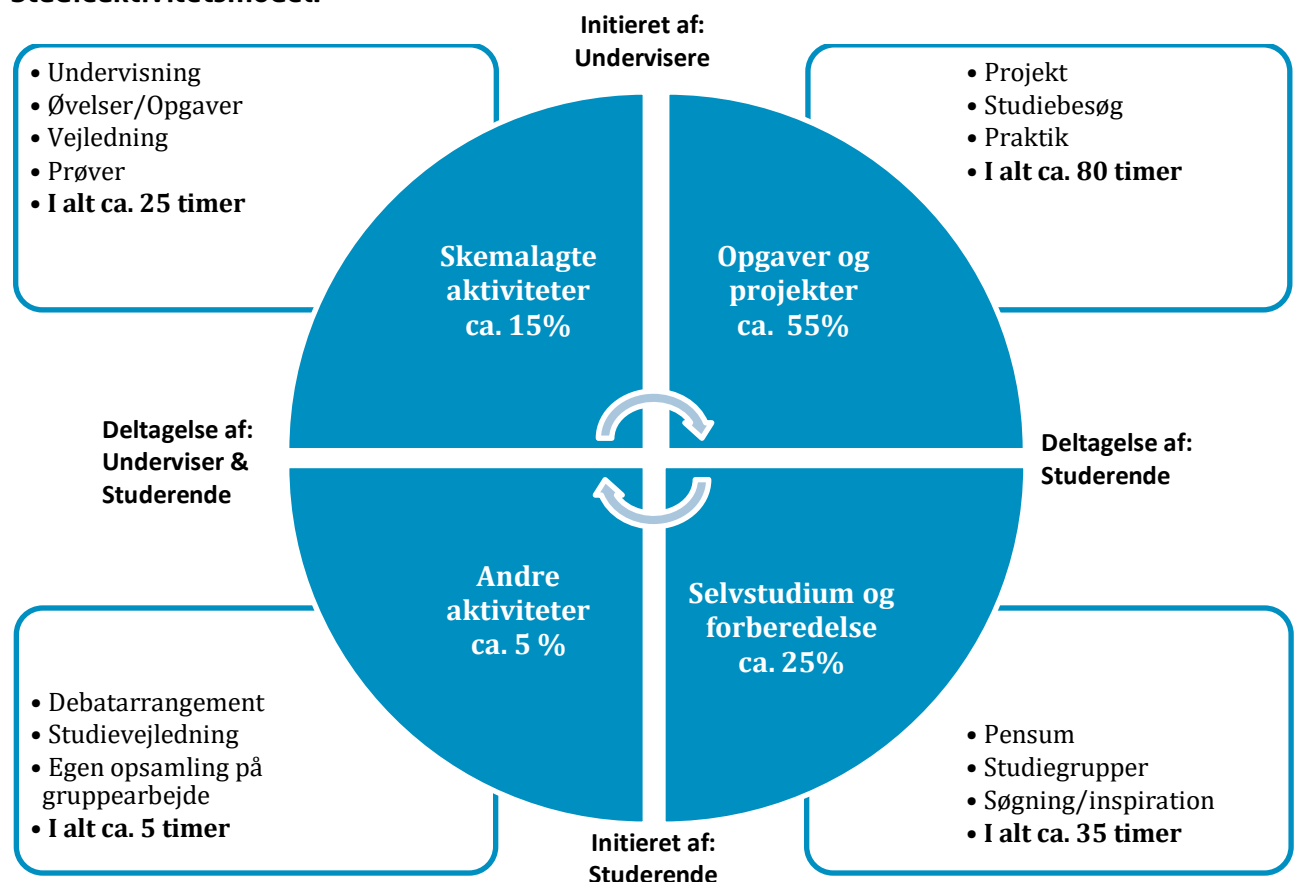 Initieret af:
Undervisere
• Undervisning
• Øvelser/Opgaver
• Vejledning
• Prøver
• I alt ca. 25 timer
• Projekt
• Studiebesøg
• Praktik
• I alt ca. 80 timer
Skemalagte
aktiviteter
ca. 15%
Opgaver og
projekter
ca. 55%
Deltagelse af:
Underviser &
Studerende
Deltagelse af:
Studerende
Andre
aktiviteter
ca. 5 %
Selvstudium og
forberedelse
ca. 25%
• Debatarrangement
• Studievejledning
• Egen opsamling på
gruppearbejde
• I alt ca. 5 timer
• Pensum
• Studiegrupper
• Søgning/inspiration
• I alt ca. 35 timer
Initieret af:
Studerende